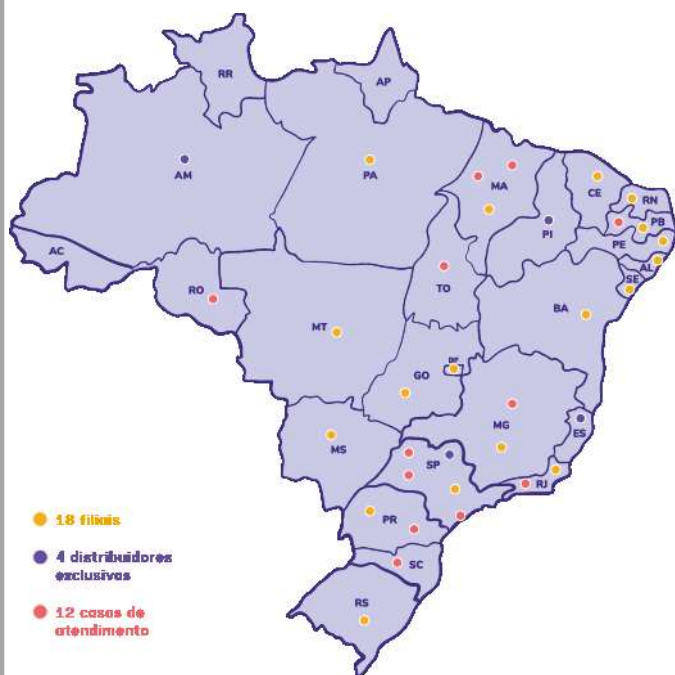 RR
AP
AM
PA
MA
CE
RN
PB
PI
PE
AC
AL
SE
RO
TO
BA
MT
DF
GO
MG
ES
MS
SP
RJ
PR
SC
RS
18 filiais
4 distribuidores
exclusivos
12 casas de
atendimento